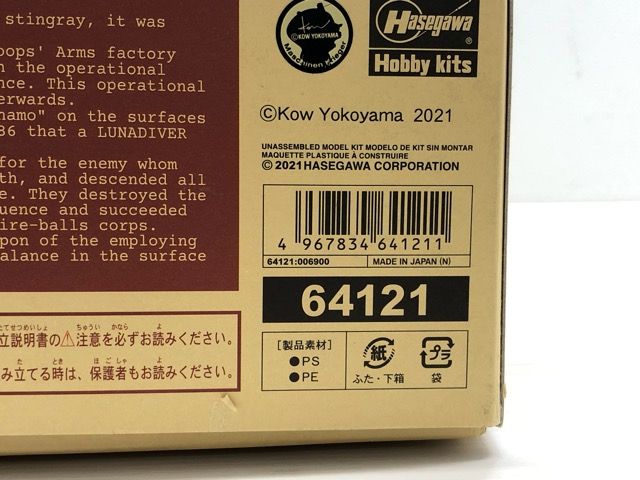 stingray, it was
oops' Arms factory
n the operational
nce. This operational
erwards.
namo" on the surfaces
86 that a LUNADIVER
for the enemy whom
th, and descended all
e. They destroyed the
uence and succeeded
ire-balls corps.
pon of the employing
alance in the surface
©KOW YOKOYAMA
Maschinen Krieger
Hasegawa
Hobby kits
©Kow Yokoyama 2021
UNASSEMBLED MODEL KIT MODELO DE KIT SIN MONTAR
MAQUETTE PLASTIQUE À CONSTRUIRE
© 2021 HASEGAWA CORPORATION
4 967834 641211
64121:006900 MADE IN JAPAN (N)
64121
立説明書の⚠注意を必ずお読みください。
み立てる時は、保護者もお読みください。
[製品素材]
●PS
●PE
紙
ふた・下箱
プラ
袋